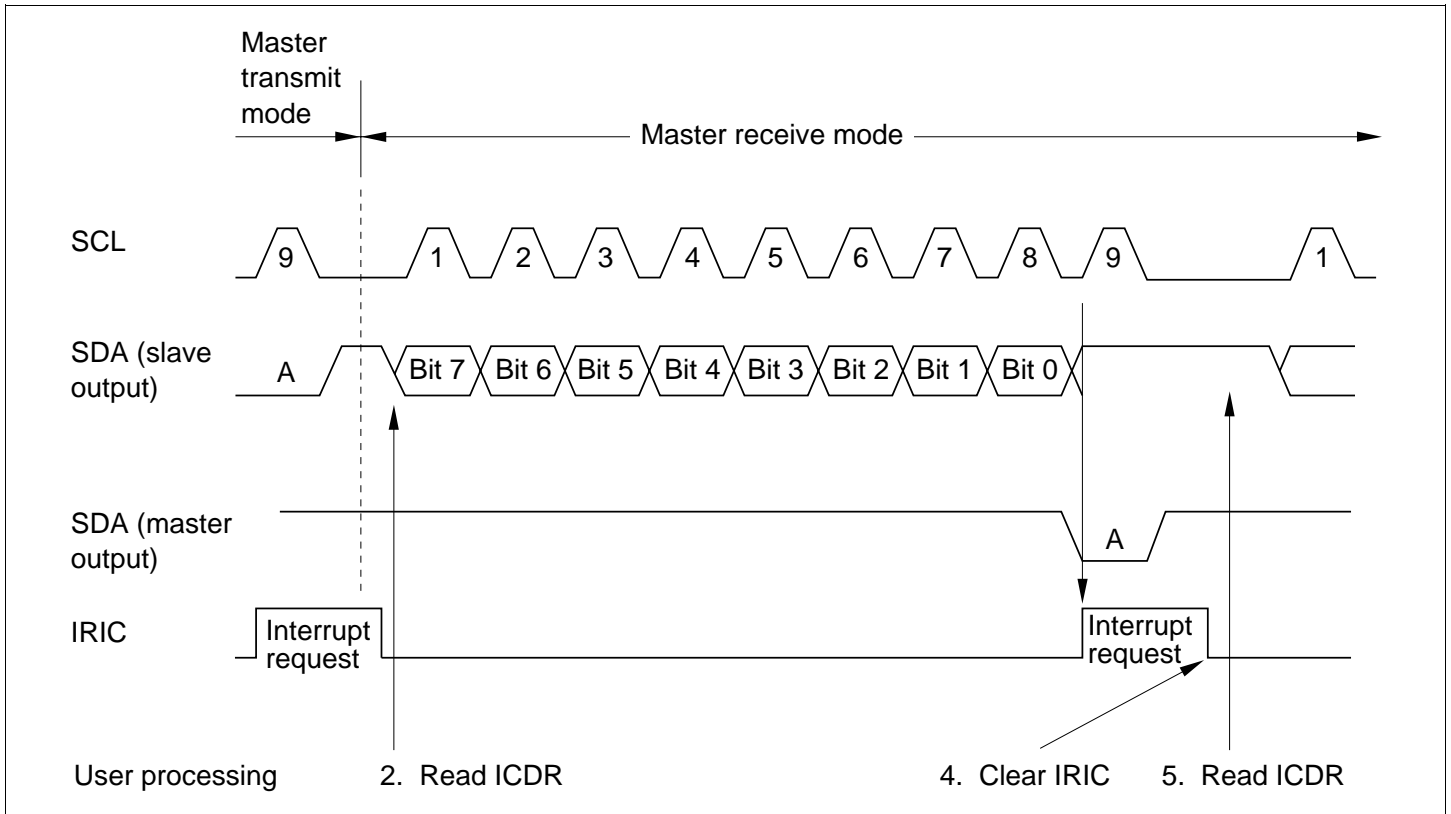 Master
transmit
mode
Master receive mode
SCL
9 1 2 3 4 5 6 7 8 9 1
SDA (slave
output)
A Bit 7 Bit 6 Bit 5 Bit 4 Bit 3 Bit 2 Bit 1 Bit 0
SDA (master
output)
A
IRIC
Interrupt
request
Interrupt
request
User processing
2. Read ICDR
4. Clear IRIC
5. Read ICDR